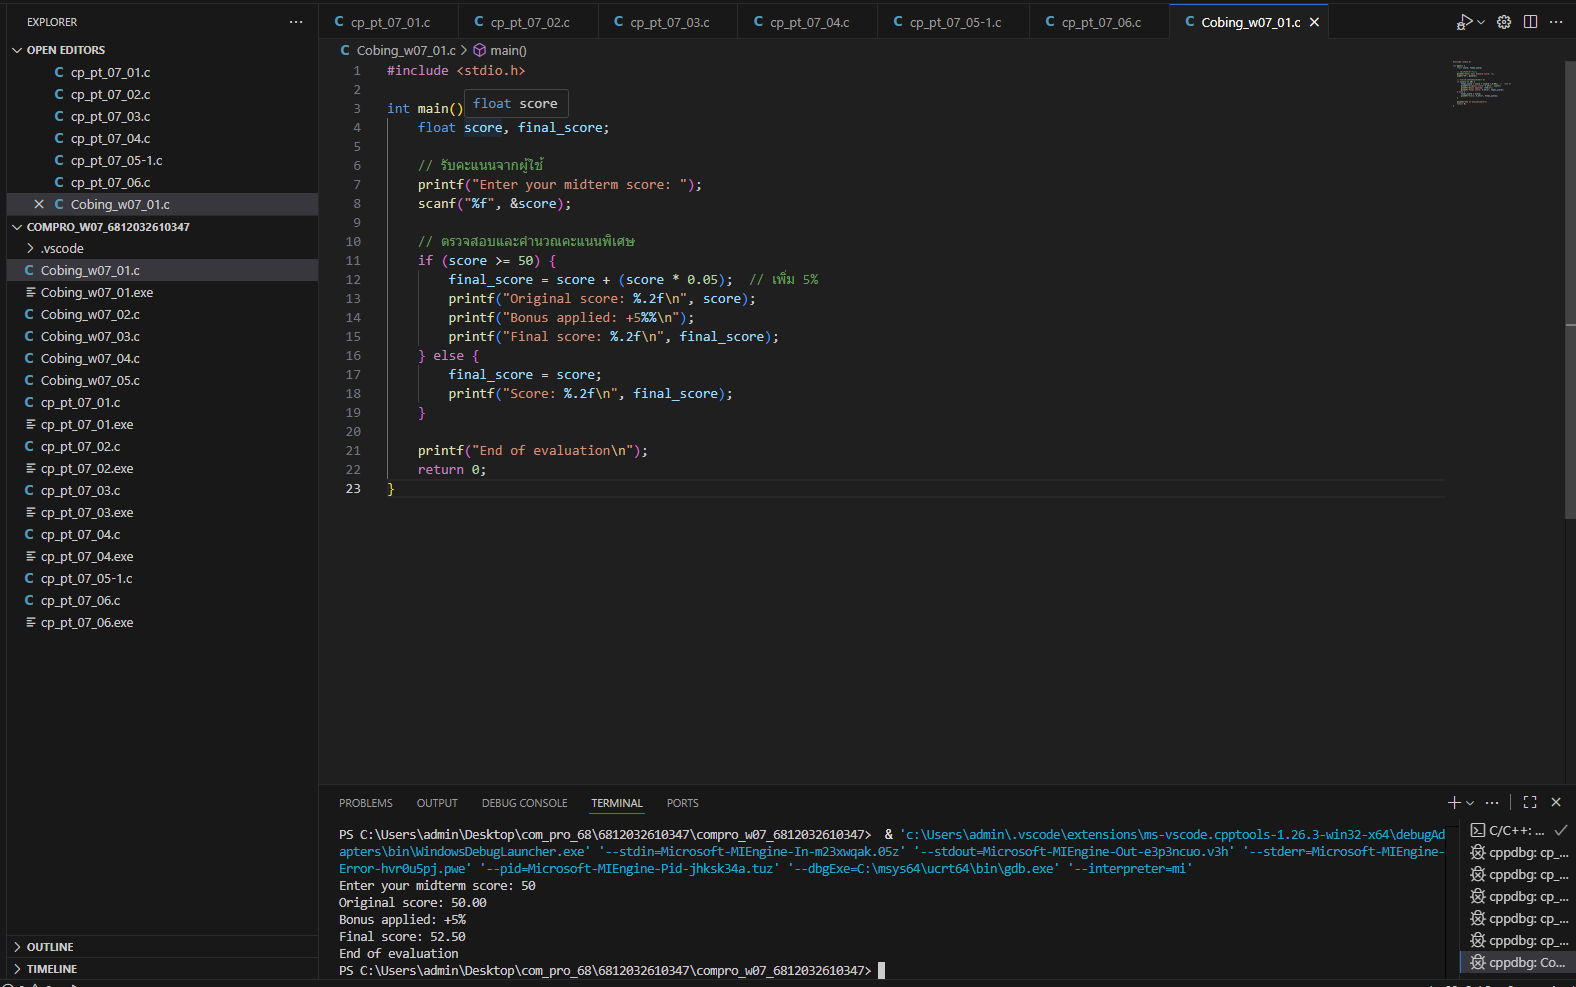 EXPLORER
OPEN EDITORS
cp_pt_07_01.c
cp_pt_07_02.c
cp_pt_07_03.c
cp_pt_07_04.c
cp_pt_07_05-1.c
cp_pt_07_06.c
Cobing_w07_01.c
COMPRO_W07_6812032610347
.vscode
Cobing_w07_01.c
Cobing_w07_01.exe
Cobing_w07_02.c
Cobing_w07_03.c
Cobing_w07_04.c
Cobing_w07_05.c
cp_pt_07_01.c
cp_pt_07_01.exe
cp_pt_07_02.c
cp_pt_07_02.exe
cp_pt_07_03.c
cp_pt_07_03.exe
cp_pt_07_04.c
cp_pt_07_04.exe
cp_pt_07_05-1.c
cp_pt_07_06.c
cp_pt_07_06.exe
OUTLINE
TIMELINE
cp_pt_07_01.c cp_pt_07_02.c cp_pt_07_03.c cp_pt_07_04.c cp_pt_07_05-1.c cp_pt_07_06.c Cobing_w07_01.c
Cobing_w07_01.c > main()
1 #include <stdio.h>
2
float score
3 int main()
4 float score, final_score;
5
6 // รับคะแนนจากผู้ใช้
7 printf("Enter your midterm score: ");
8 scanf("%f", &score);
9
10 // ตรวจสอบและคำนวณคะแนนพิเศษ
11 if (score >= 50) {
12 final_score = score + (score * 0.05); // เพิ่ม 5%
13 printf("Original score: %.2f\n", score);
14 printf("Bonus applied: +5%%\n");
15 printf("Final score: %.2f\n", final_score);
16 } else {
17 final_score = score;
18 printf("Score: %.2f\n", final_score);
19 }
20
21 printf("End of evaluation\n");
22 return 0;
23 }
PROBLEMS OUTPUT DEBUG CONSOLE TERMINAL PORTS
PS C:\Users\admin\Desktop\com_pro_68\6812032610347\compro_w07_6812032610347> & 'c:\Users\admin\.vscode\extensions\ms-vscode.cpptools-1.26.3-win32-x64\debugAd
apters\bin\WindowsDebugLauncher.exe' '--stdin=Microsoft-MIEngine-In-m23xwqak.05z' '--stdout=Microsoft-MIEngine-Out-e3p3ncuo.v3h' '--stderr=Microsoft-MIEngine-
Error-hvr0u5pj.pwe' '--pid=Microsoft-MIEngine-Pid-jhksk34a.tuz' '--dbgExe=C:\msys64\ucrt64\bin\gdb.exe' '--interpreter=mi'
Enter your midterm score: 50
Original score: 50.00
Bonus applied: +5%
Final score: 52.50
End of evaluation
PS C:\Users\admin\Desktop\com_pro_68\6812032610347\compro_w07_6812032610347>
C/C++: ...
cppdbg: cp_...
cppdbg: cp_...
cppdbg: cp_...
cppdbg: cp_...
cppdbg: cp_...
cppdbg: Co...